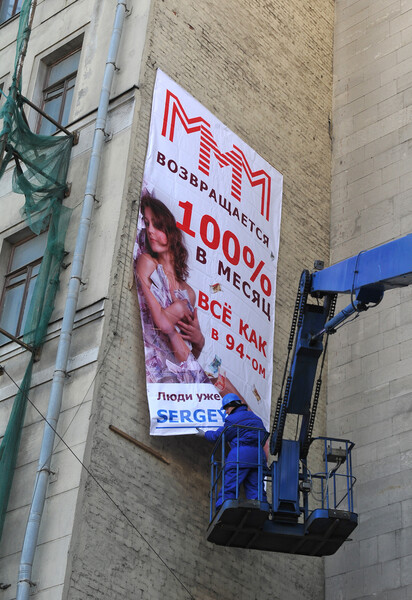 МММ
ВОЗВРАЩАЕТСЯ
100%
В МЕСЯЦ
ВСЁ КАК
в 94-ом
Люди уже
SERGEY